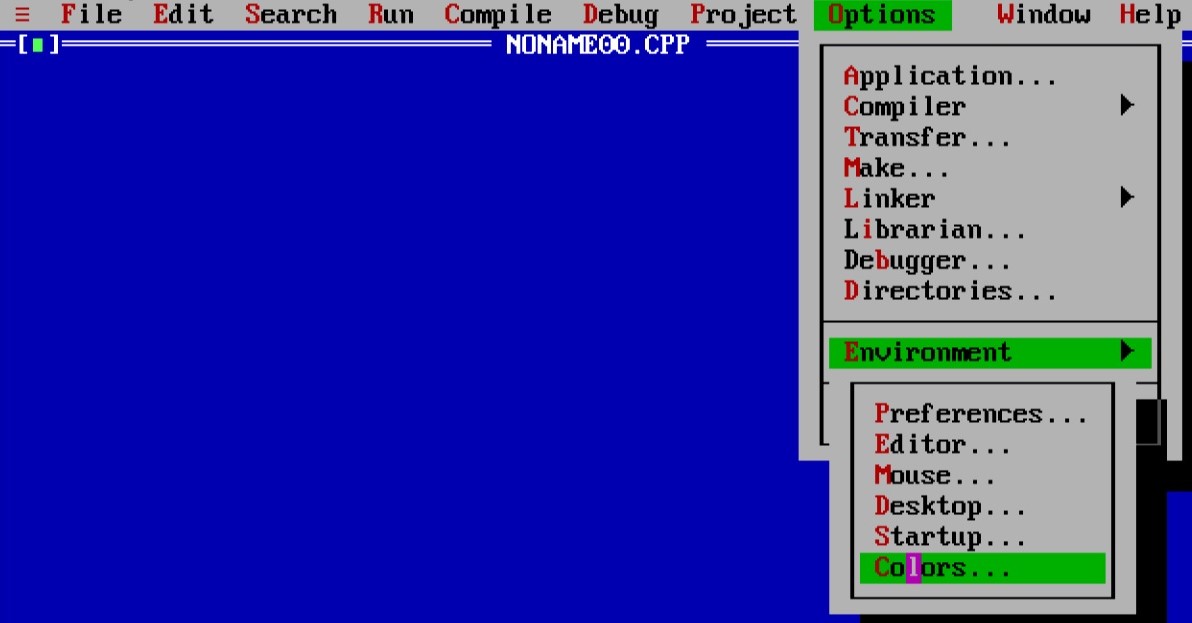 ≡ File Edit Search Run Compile Debug Project Options Window Help
[■] NONAME00.CPP
Application...
Compiler ►
Transfer...
Make...
Linker ►
Librarian...
Debugger...
Directories...
Environment ►
Preferences...
Editor...
Mouse...
Desktop...
Startup...
Colors...